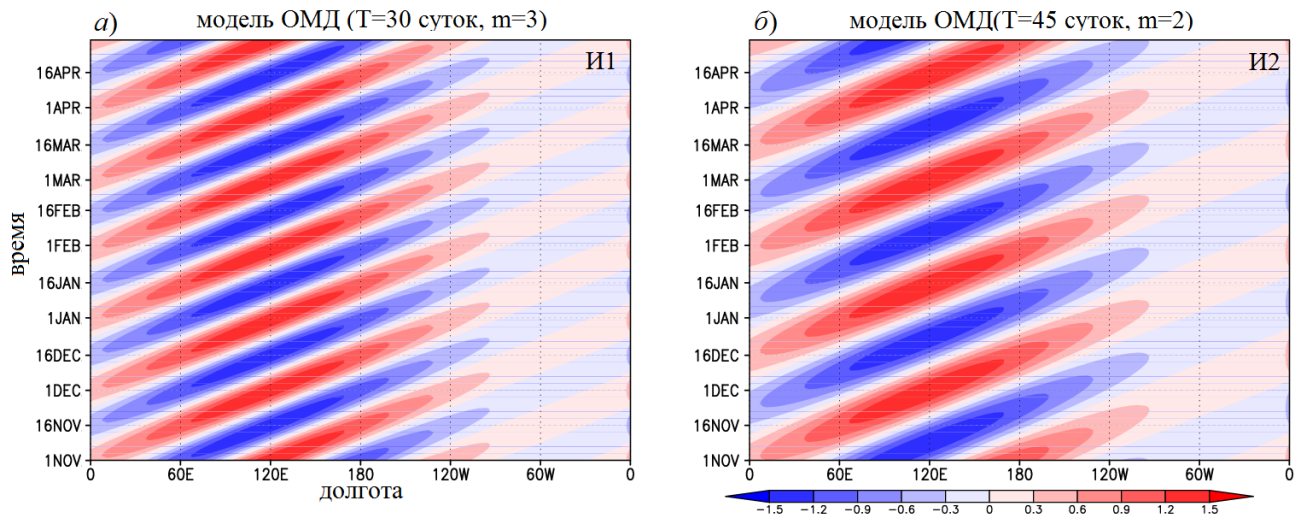 а) модель ОМД (T=30 суток, m=3)
И1
время
16APR
1APR
16MAR
1MAR
16FEB
1FEB
16JAN
1JAN
16DEC
1DEC
16NOV
1NOV
0 60E 120E 180 120W 60W 0
долгота
б) модель ОМД(T=45 суток, m=2)
И2
16APR
1APR
16MAR
1MAR
16FEB
1FEB
16JAN
1JAN
16DEC
1DEC
16NOV
1NOV
0 60E 120E 180 120W 60W 0
−1.5 −1.2 −0.9 −0.6 −0.3 0 0.3 0.6 0.9 1.2 1.5